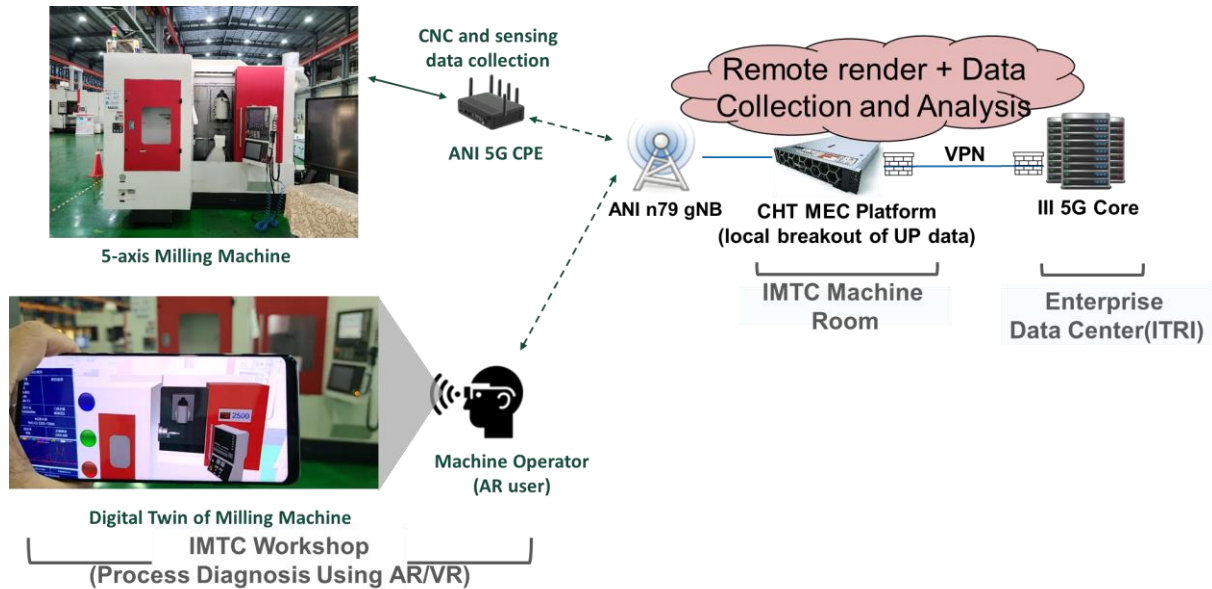 CNC and sensing
data collection
ANI 5G CPE
5-axis Milling Machine
Remote render + Data
Collection and Analysis
VPN
ANI n79 gNB
CHT MEC Platform
(local breakout of UP data)
III 5G Core
IMTC Machine
Room
Enterprise
Data Center(ITRI)
2500
Machine Operator
(AR user)
Digital Twin of Milling Machine
IMTC Workshop
(Process Diagnosis Using AR/VR)